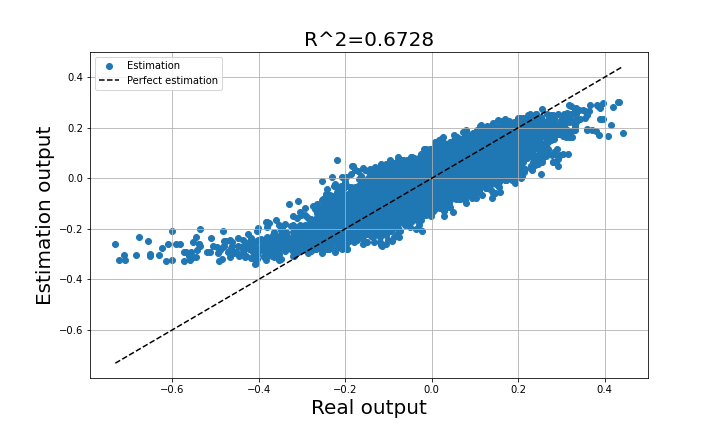 R^2=0.6728
Estimation
Perfect estimation
Estimation output
0.4
0.2
0.0
−0.2
−0.4
−0.6
−0.6 −0.4 −0.2 0.0 0.2 0.4
Real output